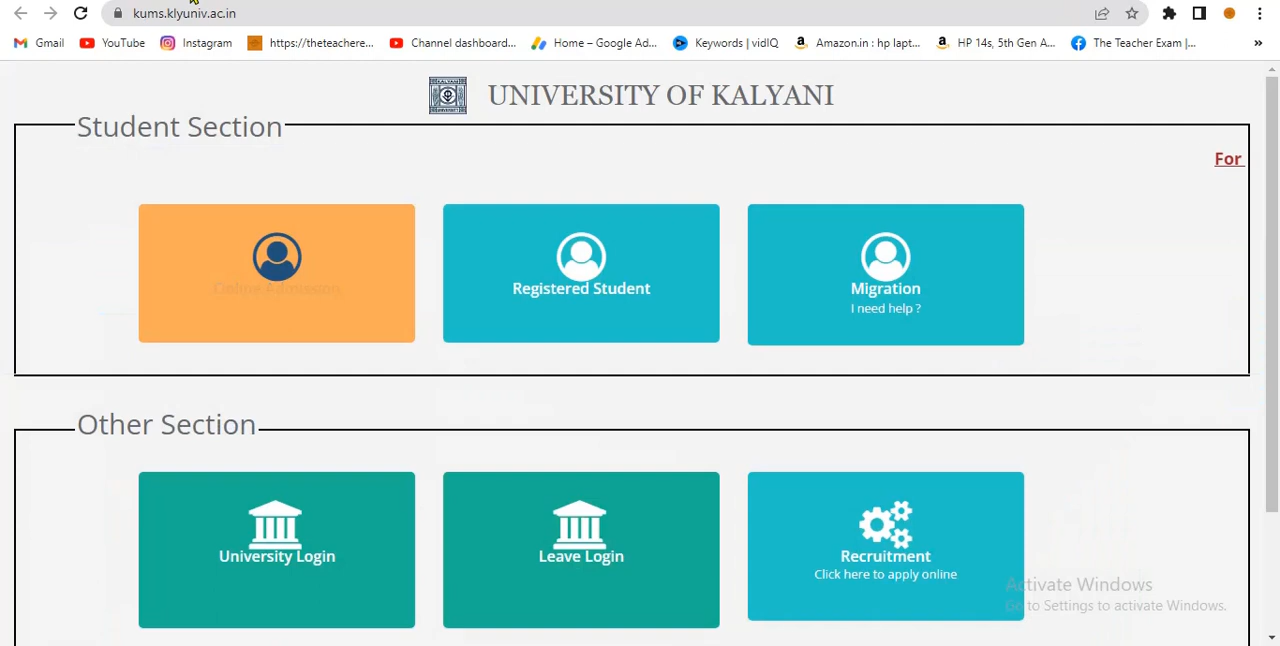 kums.klyuniv.ac.in
Gmail YouTube Instagram https://theteachere... Channel dashboard... Home – Google Ad... Keywords | vidIQ Amazon.in : hp lapt... HP 14s, 5th Gen A... The Teacher Exam |... »
UNIVERSITY OF KALYANI
Student Section
For
Online Admission
Registered Student
Migration
I need help ?
Other Section
University Login
Leave Login
Recruitment
Click here to apply online
Activate Windows
Go to Settings to activate Windows.